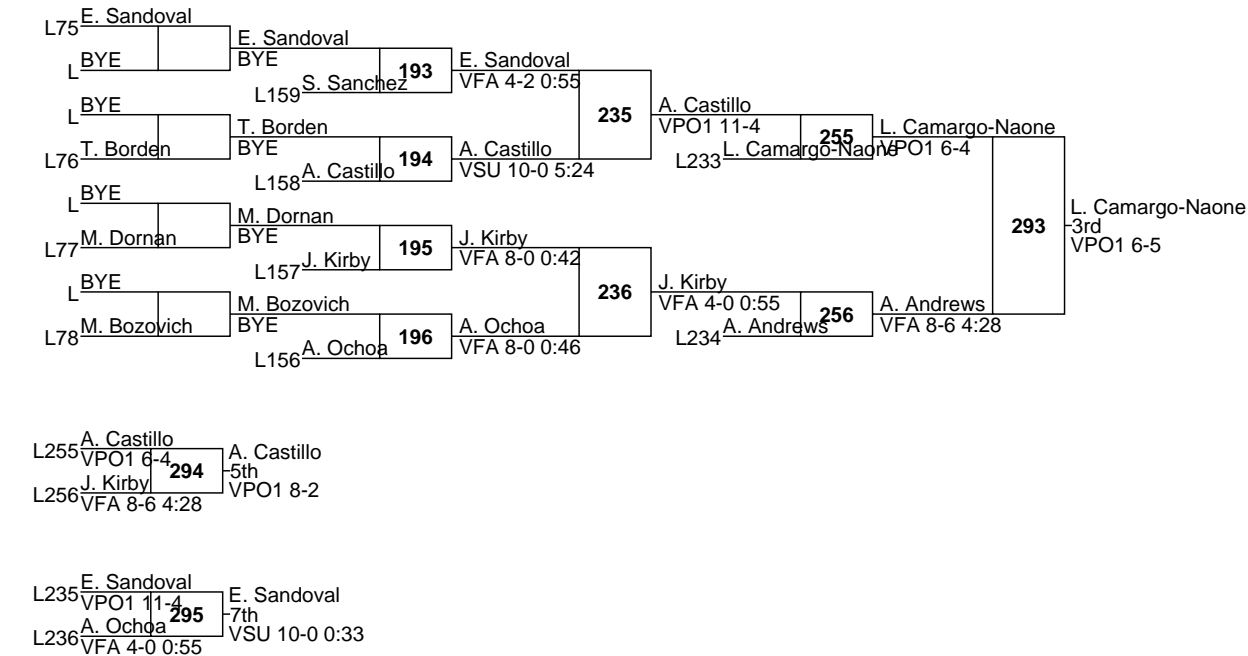 L75 E. Sandoval
L BYE
E. Sandoval
BYE
L159 S. Sanchez
193
E. Sandoval
VFA 4-2 0:55
L BYE
L76 T. Borden
T. Borden
BYE
L158 A. Castillo
194
A. Castillo
VSU 10-0 5:24
235
A. Castillo
VPO1 11-4
L233 L. Camargo-Naone
255
L. Camargo-Naone
VPO1 6-4
L BYE
L77 M. Dornan
M. Dornan
BYE
L157 J. Kirby
195
J. Kirby
VFA 8-0 0:42
L BYE
L78 M. Bozovich
M. Bozovich
BYE
L156 A. Ochoa
196
A. Ochoa
VFA 8-0 0:46
236
J. Kirby
VFA 4-0 0:55
L234 A. Andrews
256
A. Andrews
VFA 8-6 4:28
293
L. Camargo-Naone
3rd
VPO1 6-5
L255 A. Castillo
VPO1 6-4
L256 J. Kirby
VFA 8-6 4:28
294
A. Castillo
5th
VPO1 8-2
L235 E. Sandoval
VPO1 11-4
L236 A. Ochoa
VFA 4-0 0:55
295
E. Sandoval
7th
VSU 10-0 0:33